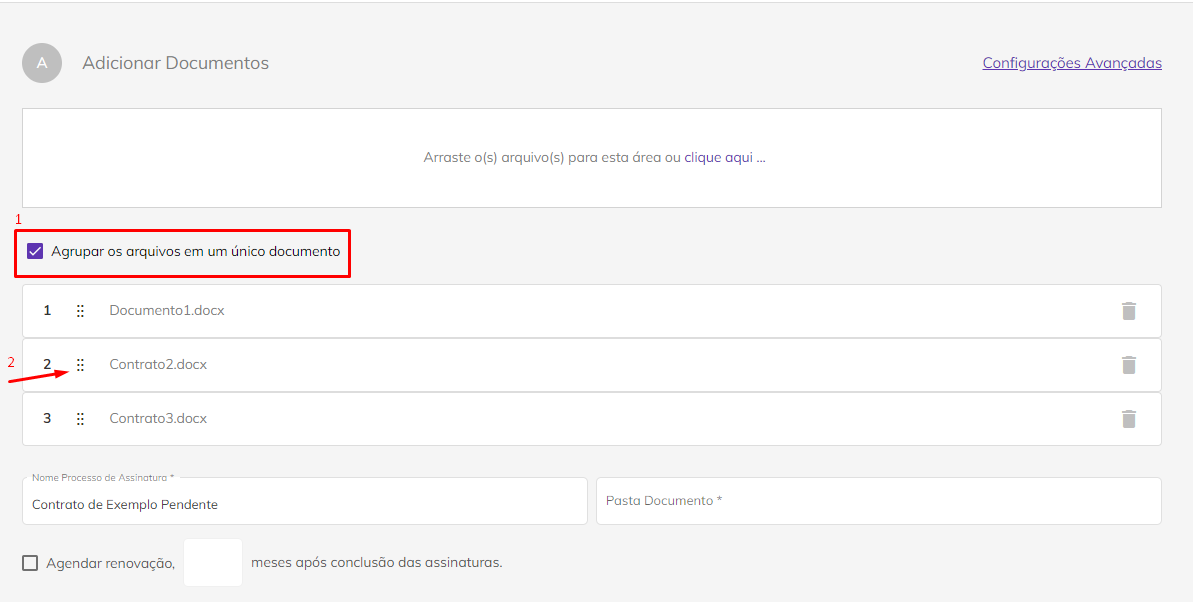 A Adicionar Documentos Configurações Avançadas
Arraste o(s) arquivo(s) para esta área ou clique aqui ...
1
Agrupar os arquivos em um único documento
1 Documento1.docx
2
2 Contrato2.docx
3 Contrato3.docx
Nome Processo de Assinatura *
Contrato de Exemplo Pendente
Pasta Documento *
Agendar renovação, meses após conclusão das assinaturas.